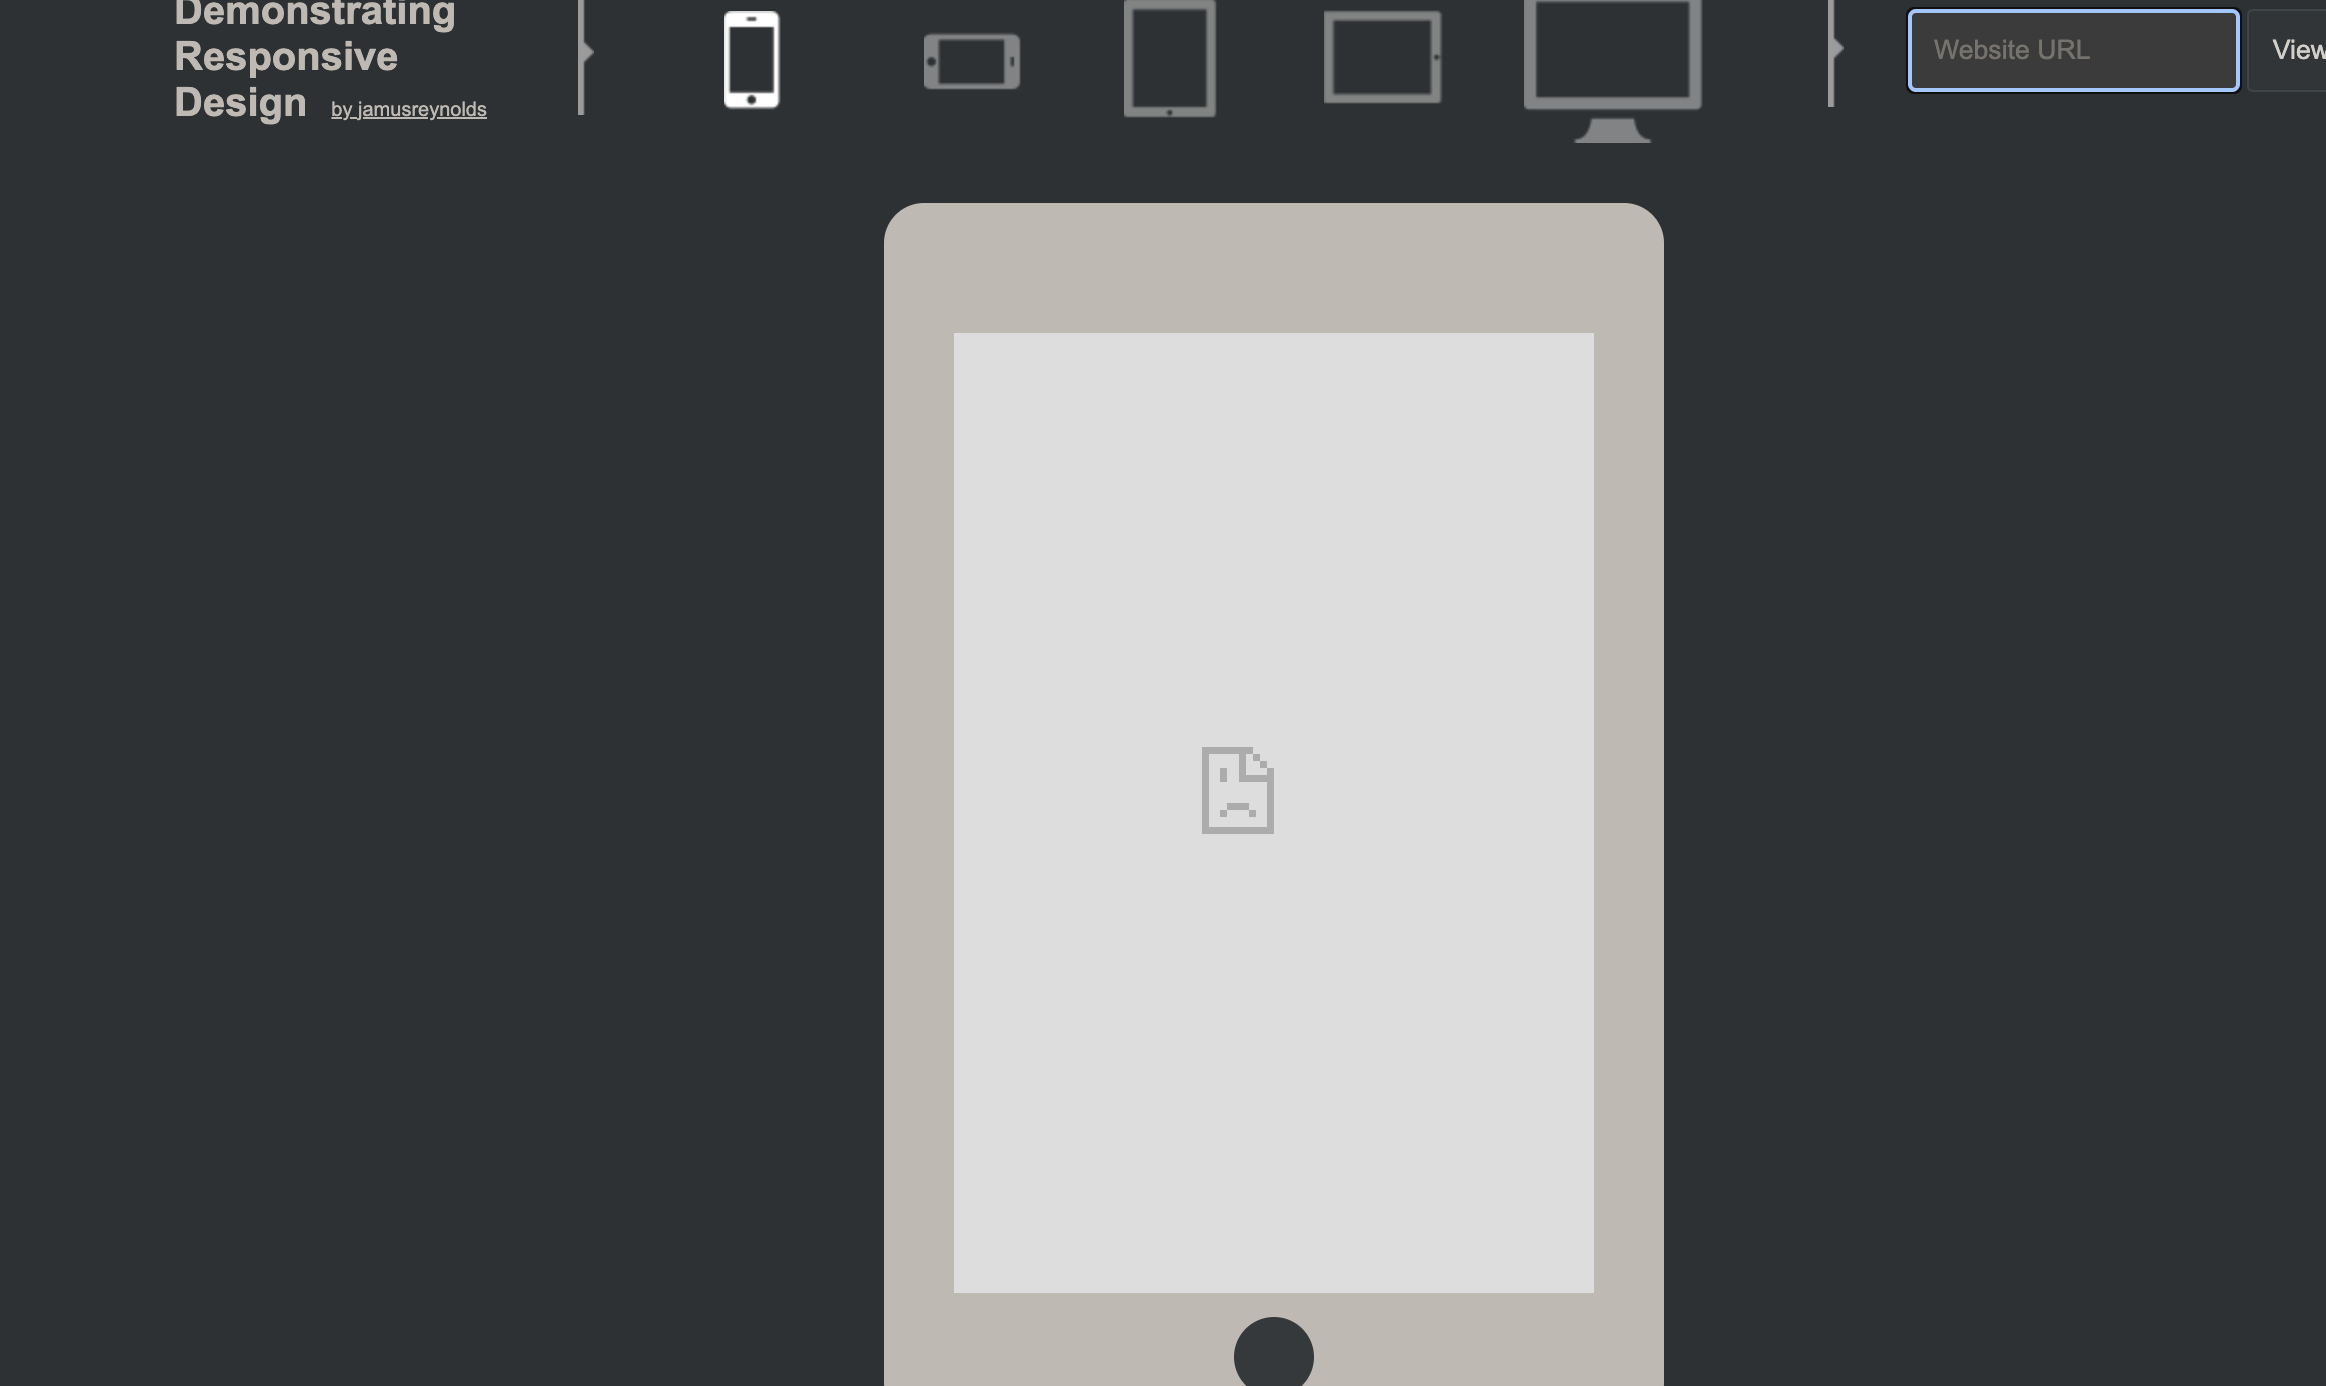 Demonstrating
Responsive
Design by jamusreynolds
Website URL
View